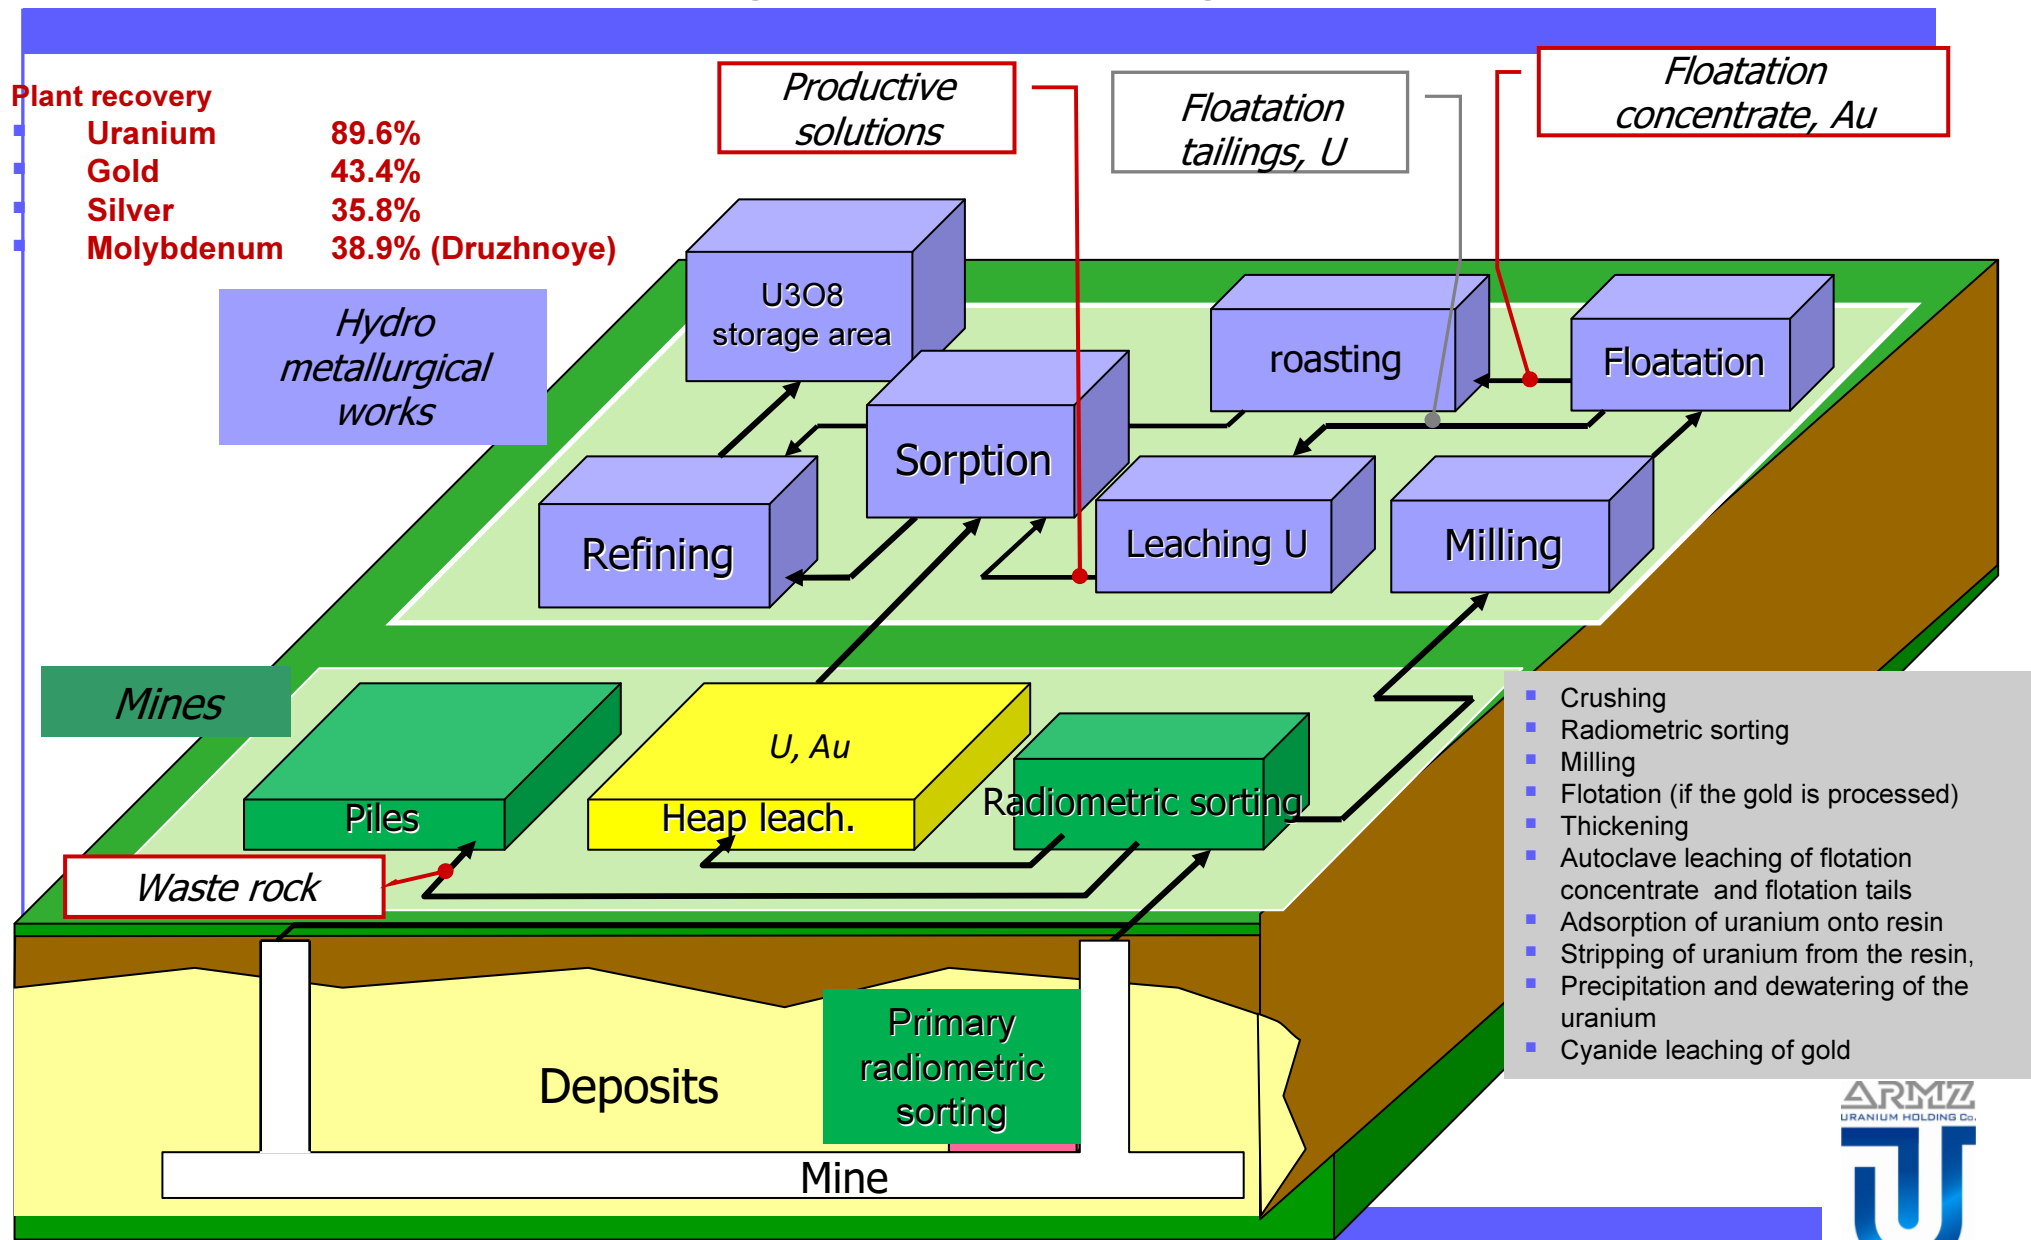 Plant recovery
Uranium 89.6%
Gold 43.4%
Silver 35.8%
Molybdenum 38.9% (Druzhnoye)
Productive
solutions
Floatation
tailings, U
Floatation
concentrate, Au
Hydro
metallurgical
works
U3O8
storage area
roasting
Floatation
Sorption
Refining
Leaching U
Milling
Mines
U, Au
Piles
Heap leach.
Radiometric sorting
Waste rock
Crushing
Radiometric sorting
Milling
Flotation (if the gold is processed)
Thickening
Autoclave leaching of flotation
concentrate and flotation tails
Adsorption of uranium onto resin
Stripping of uranium from the resin,
Precipitation and dewatering of the
uranium
Cyanide leaching of gold
Primary
radiometric
sorting
Deposits
Mine
ARMZ
URANIUM HOLDING Co.